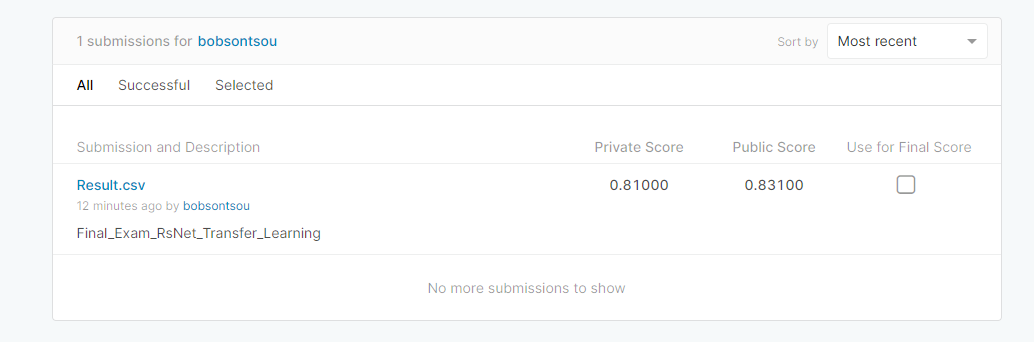 1 submissions for bobsontsou
Sort by Most recent
All Successful Selected
Submission and Description Private Score Public Score Use for Final Score
Result.csv 0.81000 0.83100
12 minutes ago by bobsontsou
Final_Exam_RsNet_Transfer_Learning
No more submissions to show